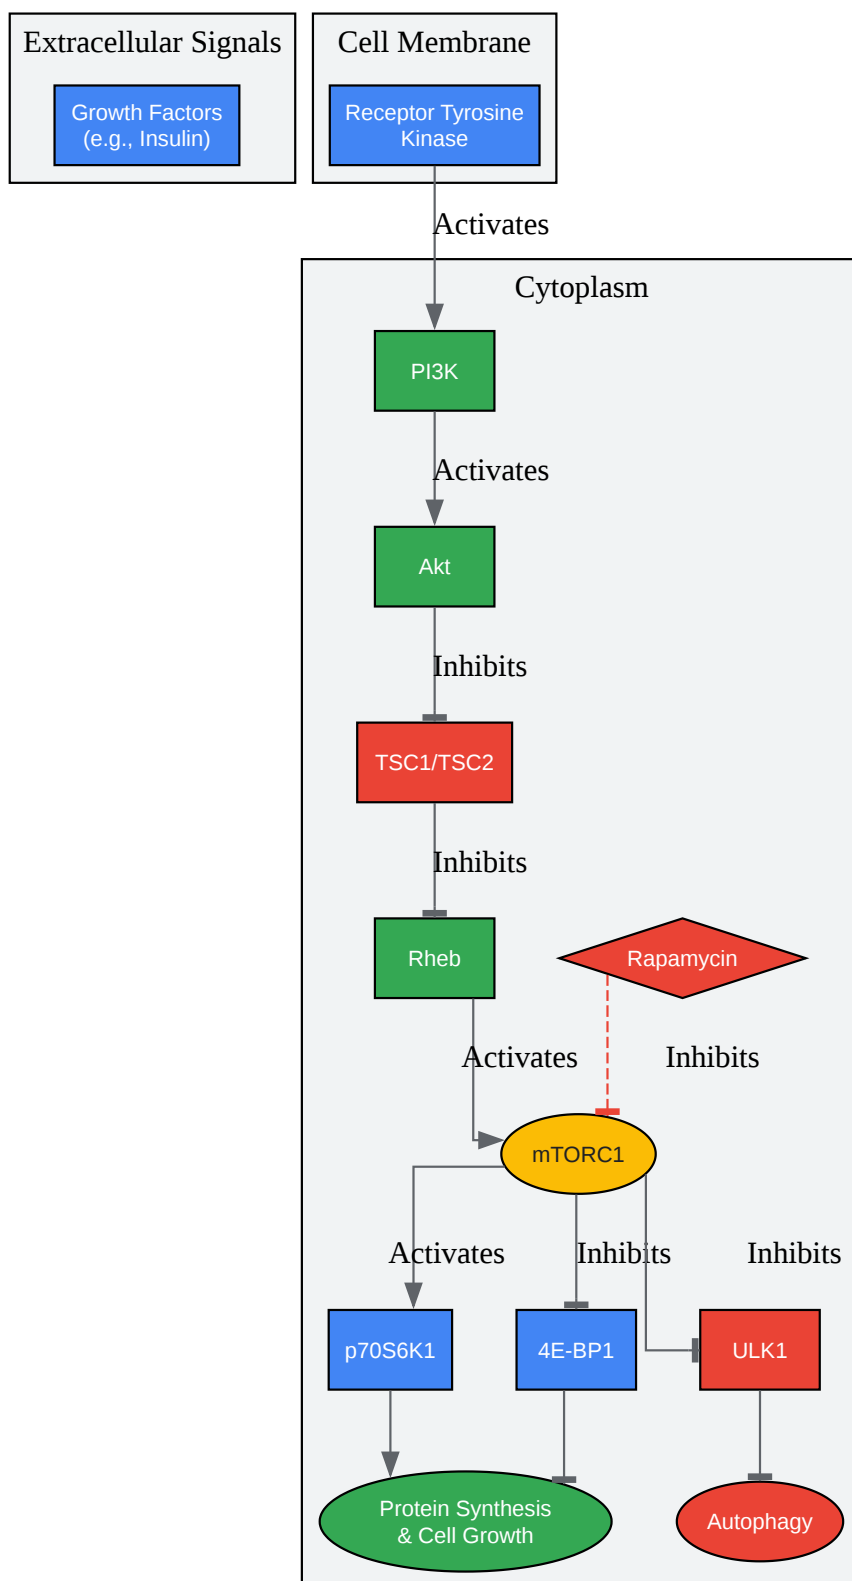 Extracellular Signals
Cell Membrane
Growth Factors
(e.g., Insulin)
Receptor Tyrosine
Kinase
Activates
Cytoplasm
PI3K
Activates
Akt
Inhibits
TSC1/TSC2
Inhibits
Rheb
Rapamycin
Activates
Inhibits
mTORC1
Activates
Inhibits
Inhibits
p70S6K1
4E-BP1
ULK1
Protein Synthesis
& Cell Growth
Autophagy